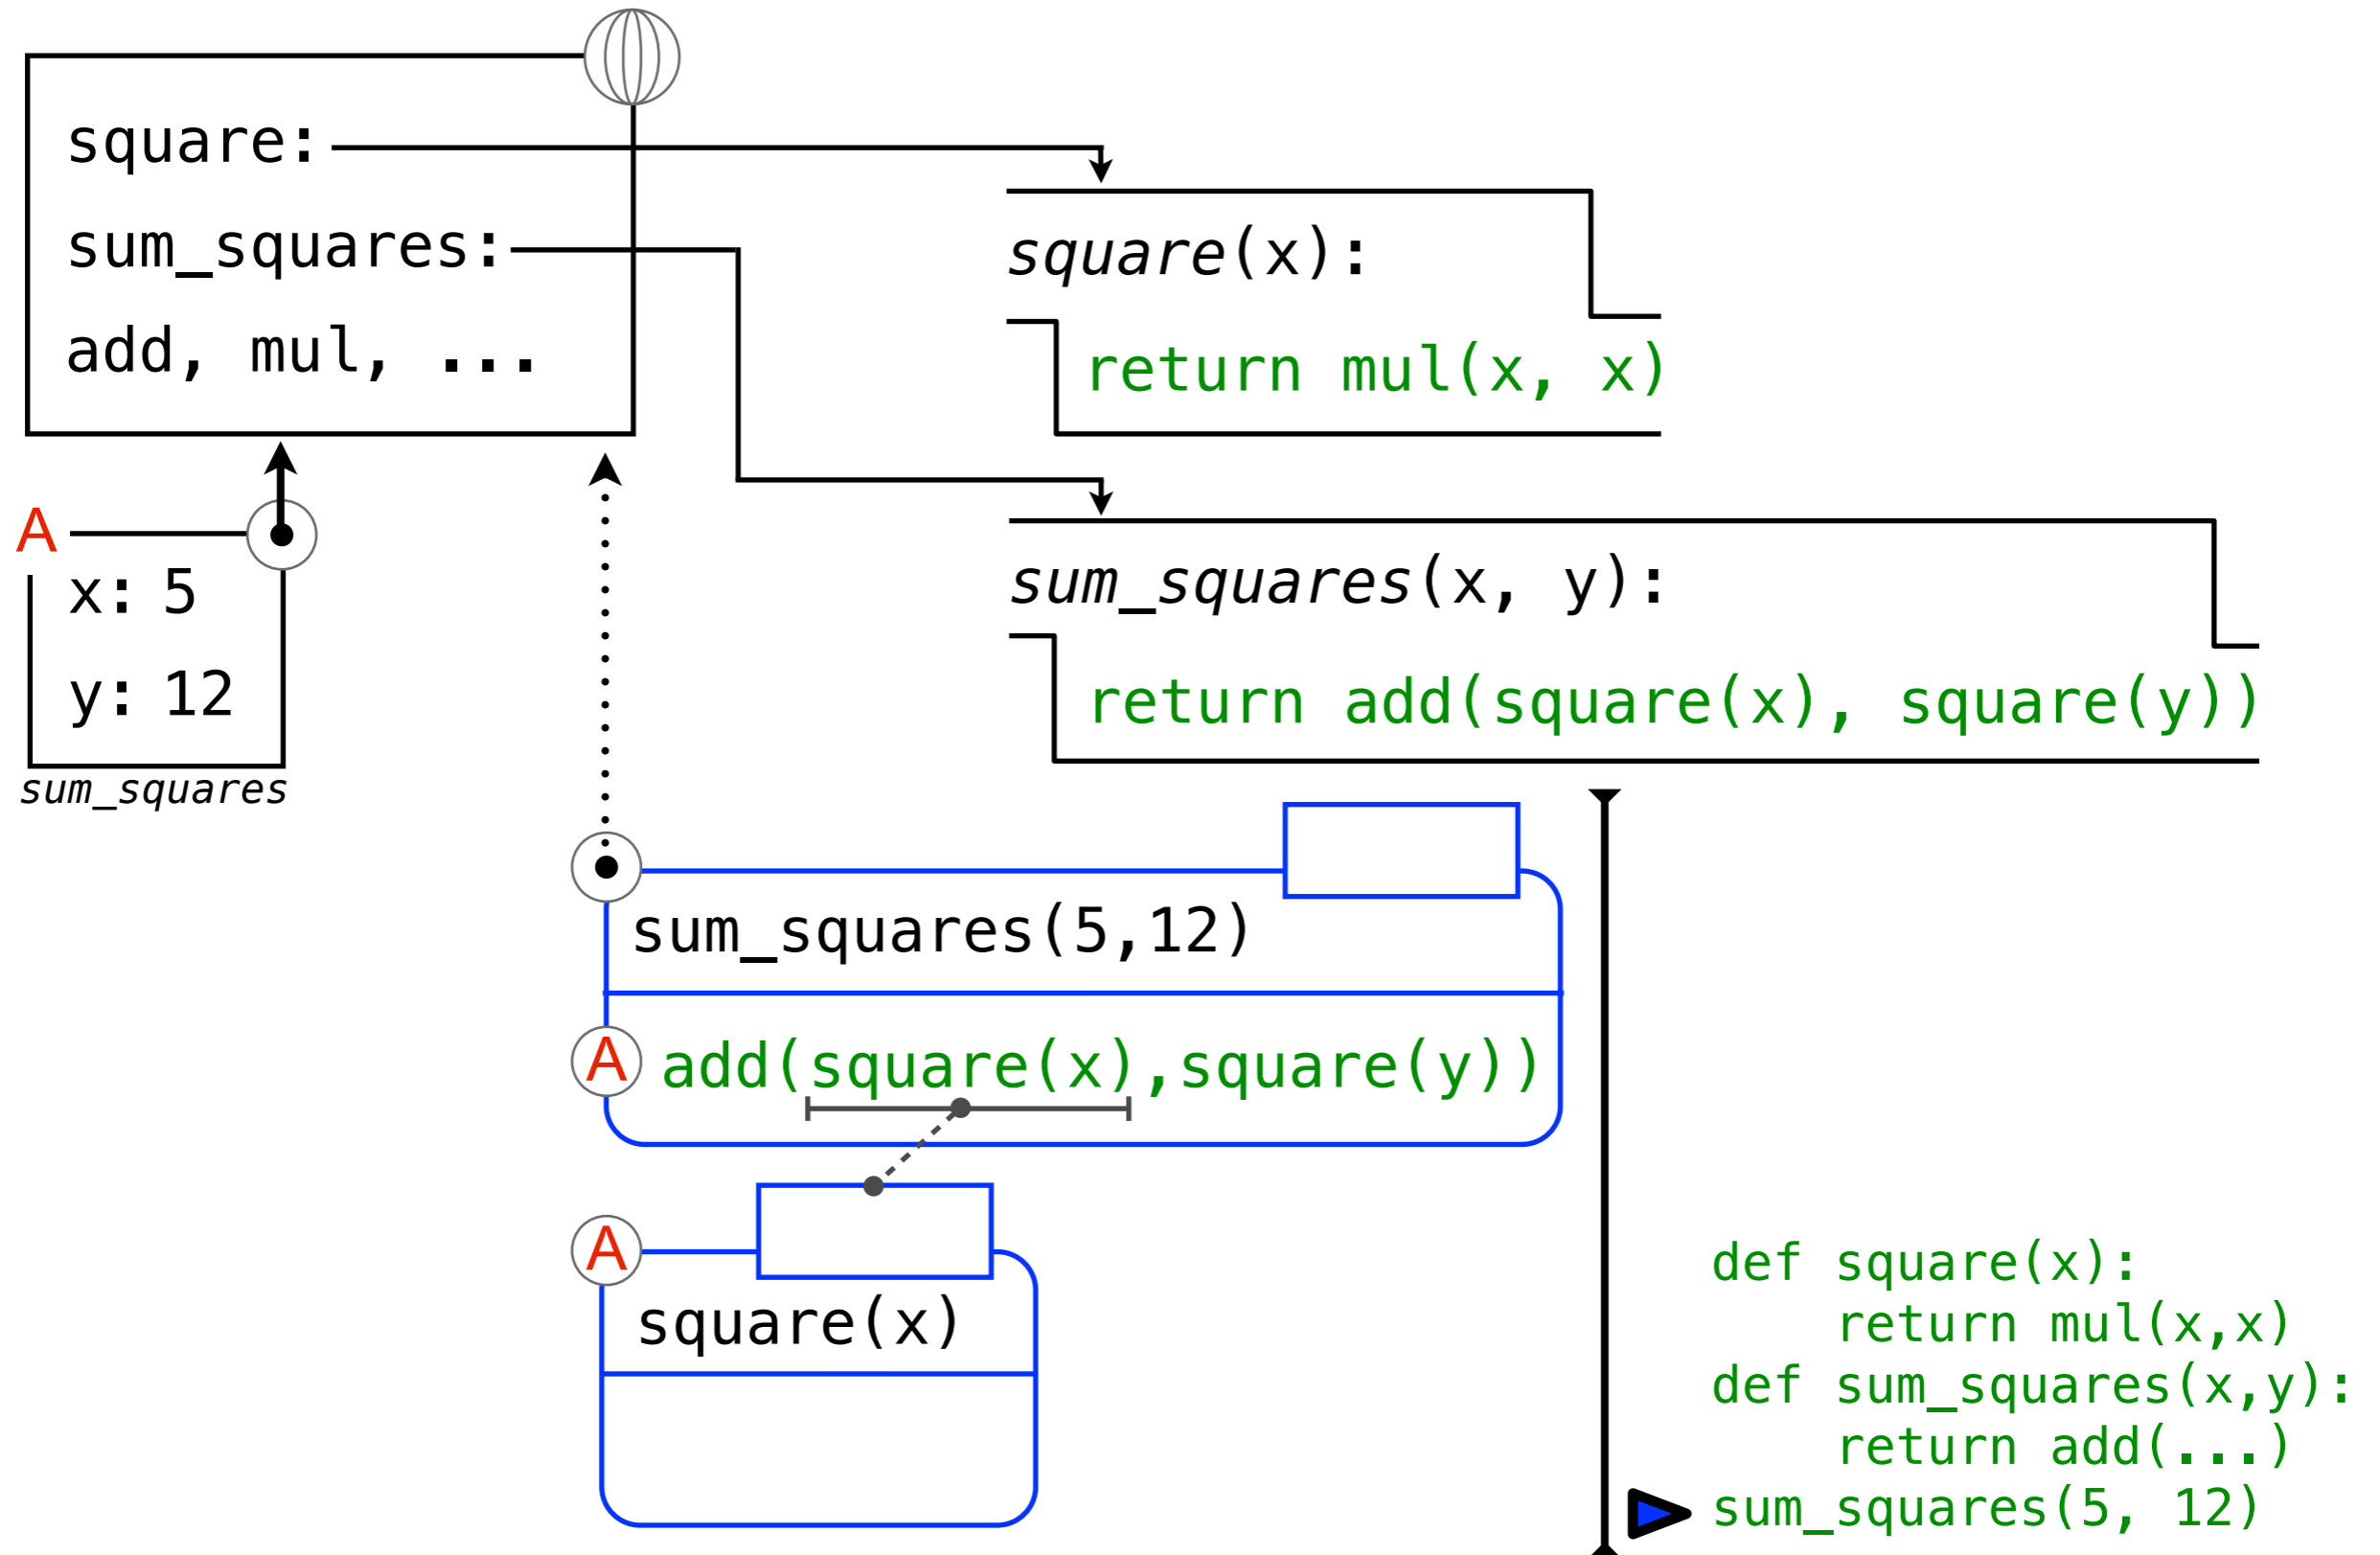 square:
sum_squares:
add, mul, ...
square(x):
return mul(x, x)
A
x: 5
y: 12
sum_squares
sum_squares(x, y):
return add(square(x), square(y))
sum_squares(5,12)
A
add(square(x),square(y))
A
square(x)
def square(x):
    return mul(x,x)
def sum_squares(x,y):
    return add(...)
sum_squares(5, 12)